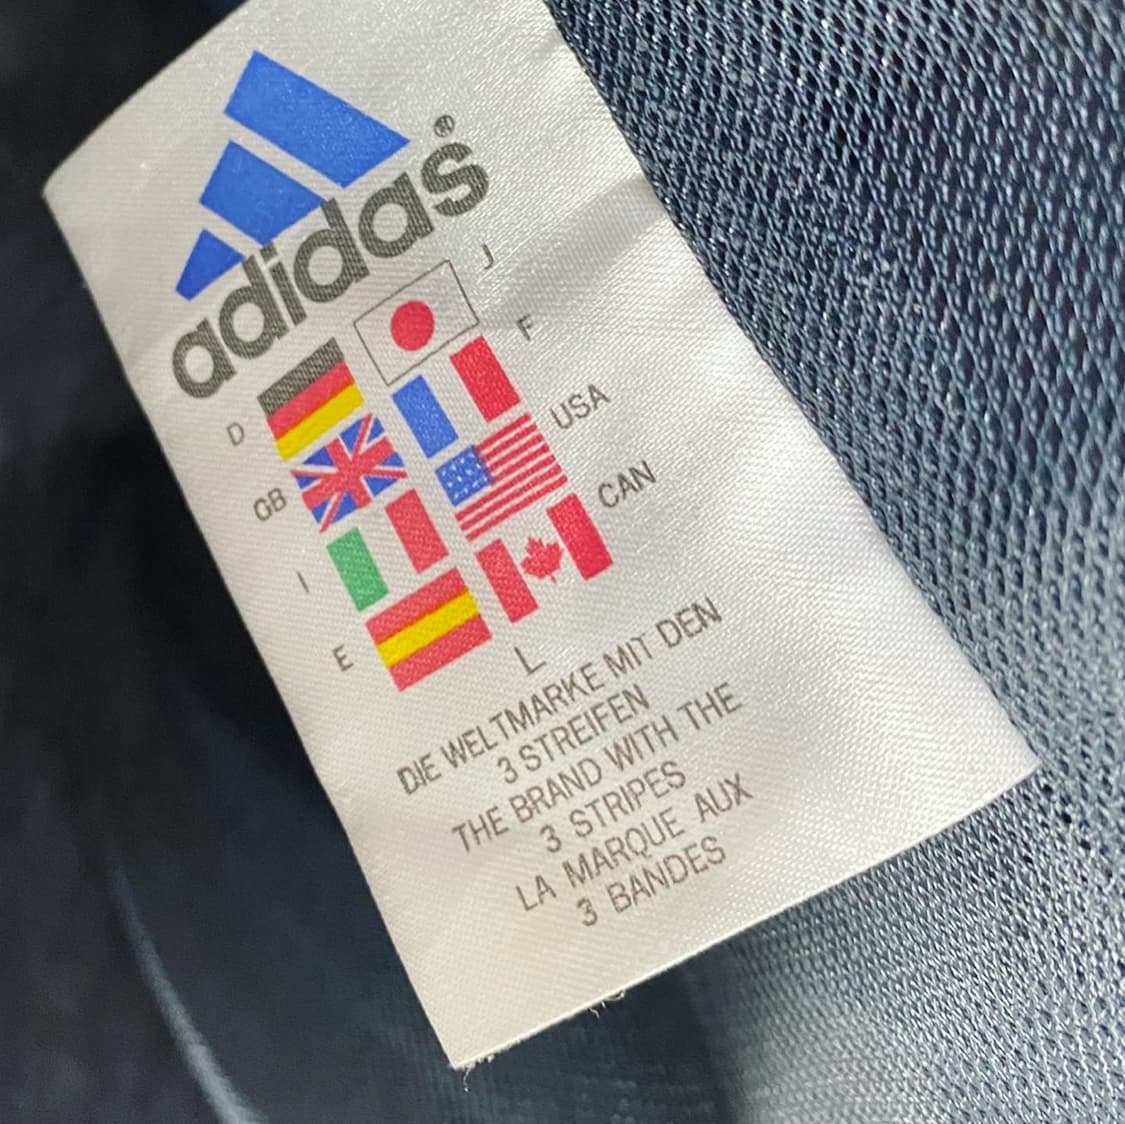 adidas®
J
D
F
GB
USA
I
CAN
E
L
DIE WELTMARKE MIT DEN
3 STREIFEN
THE BRAND WITH THE
3 STRIPES
LA MARQUE AUX
3 BANDES